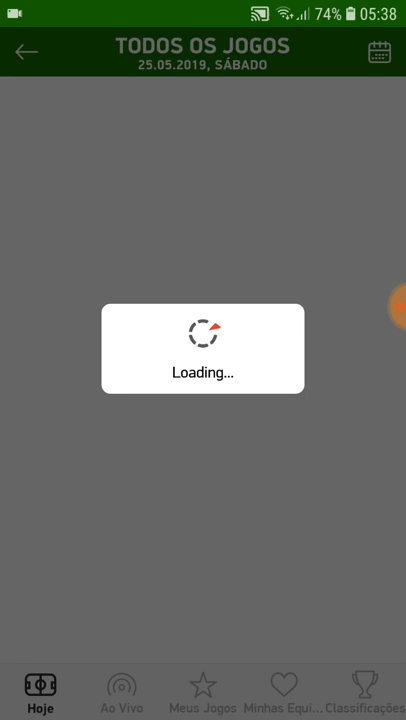 74% 05:38
TODOS OS JOGOS
25.05.2019, SÁBADO
Loading...
Hoje
Ao Vivo
Meus Jogos
Minhas Equi...
Classificações